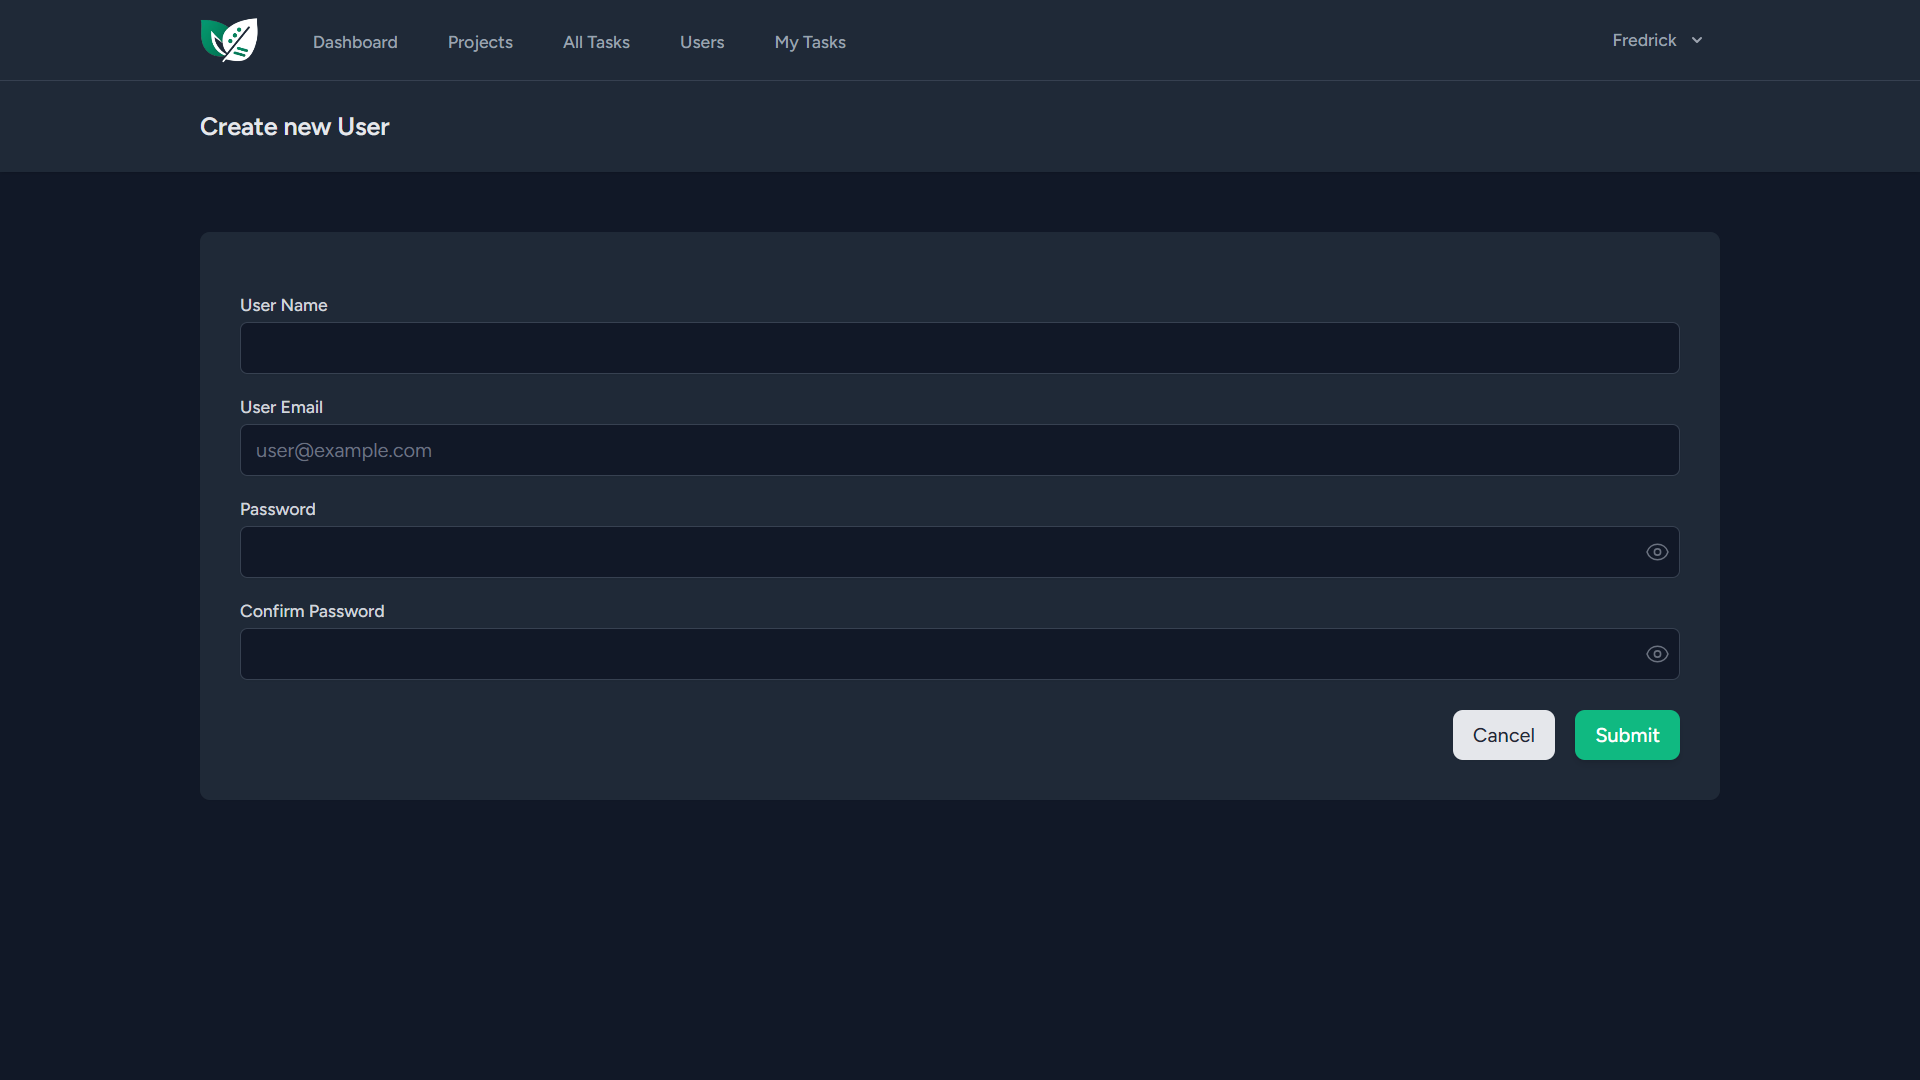 Dashboard Projects All Tasks Users My Tasks Fredrick
Create new User
User Name
User Email
user@example.com
Password
Confirm Password
Cancel Submit